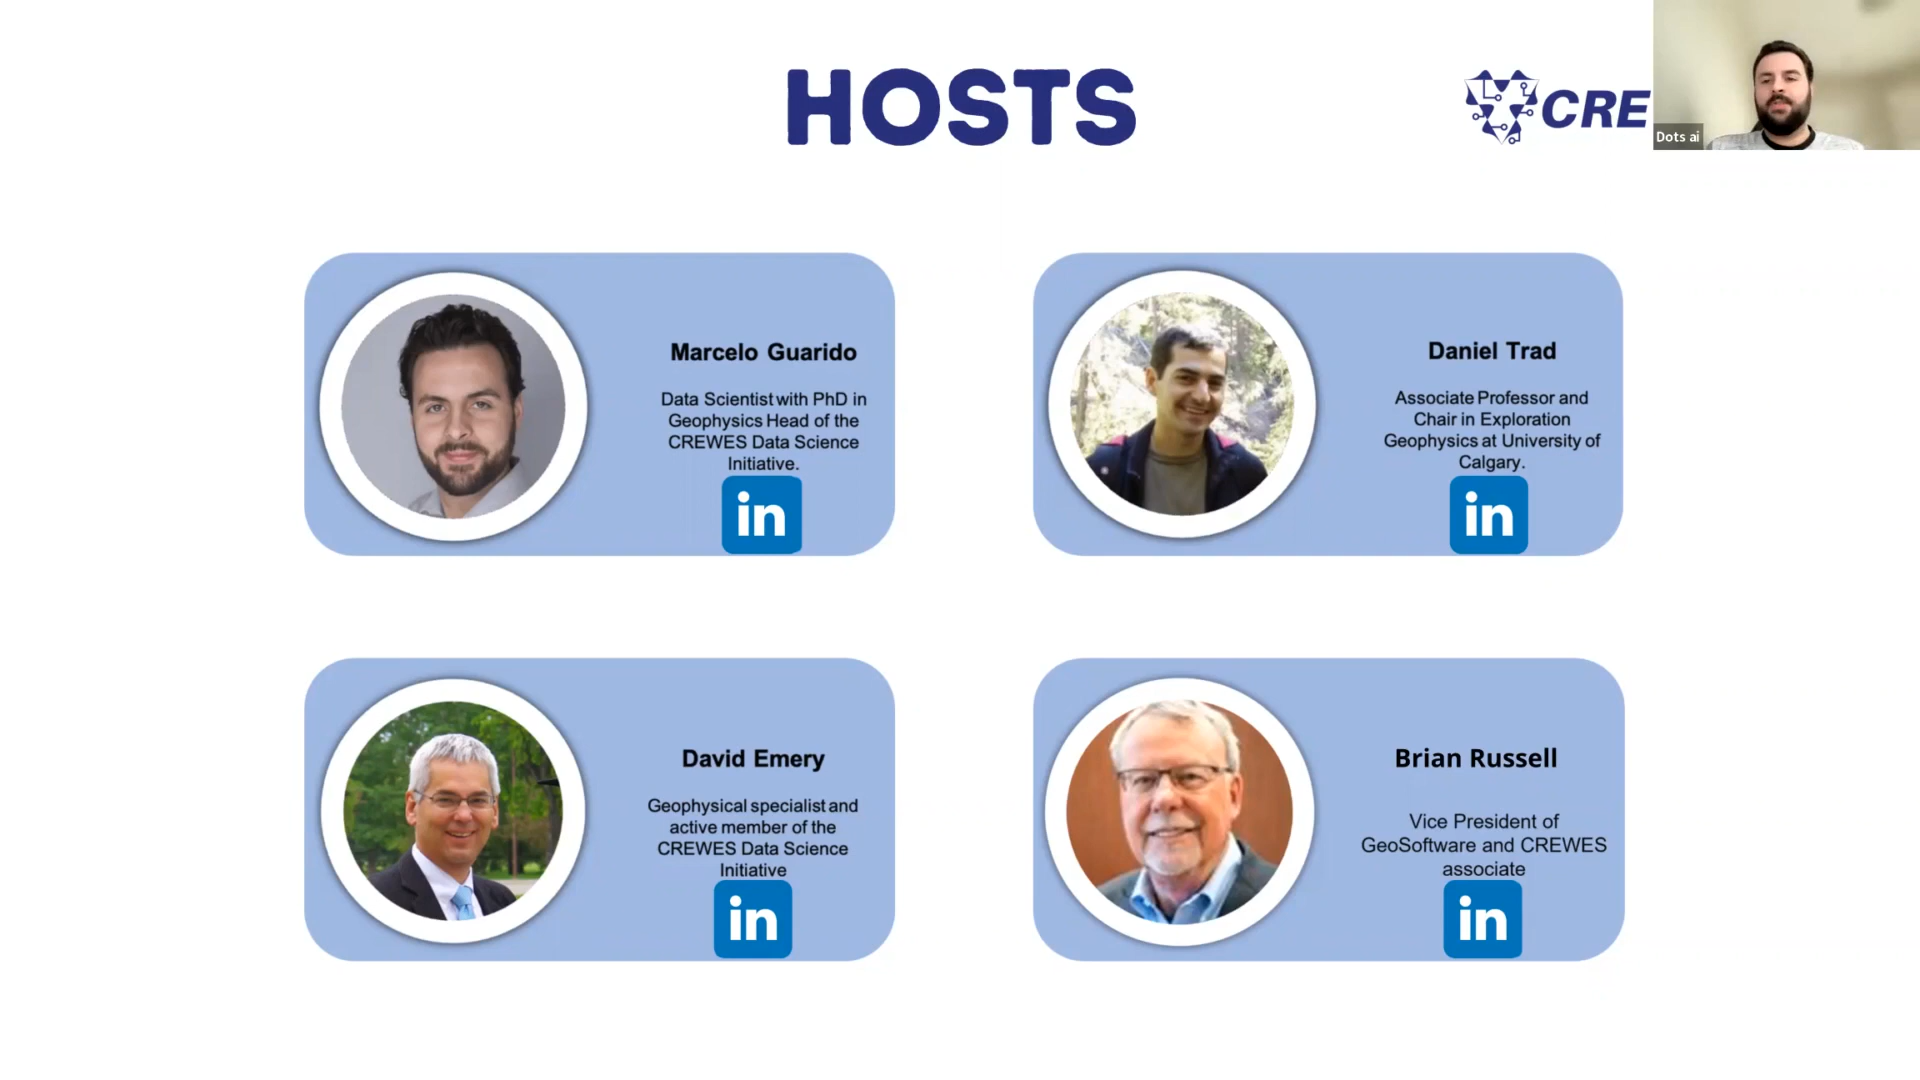 HOSTS
CRE
Dots ai
Marcelo Guarido
Data Scientist with PhD in
Geophysics Head of the
CREWES Data Science
Initiative.
in
Daniel Trad
Associate Professor and
Chair in Exploration
Geophysics at University of
Calgary.
in
David Emery
Geophysical specialist and
active member of the
CREWES Data Science
Initiative
in
Brian Russell
Vice President of
GeoSoftware and CREWES
associate
in